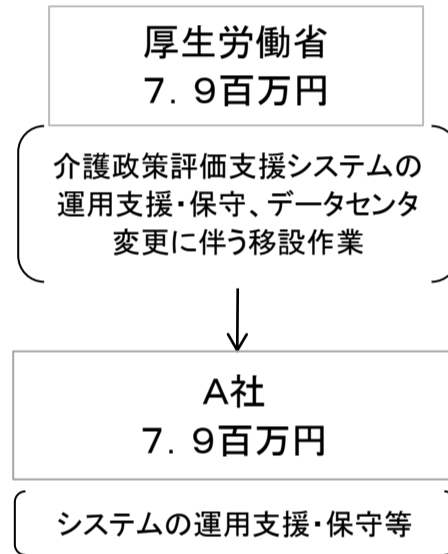 厚生労働省
７．９百万円
介護政策評価支援システムの
運用支援・保守、データセンタ
変更に伴う移設作業
A社
７．９百万円
システムの運用支援・保守等